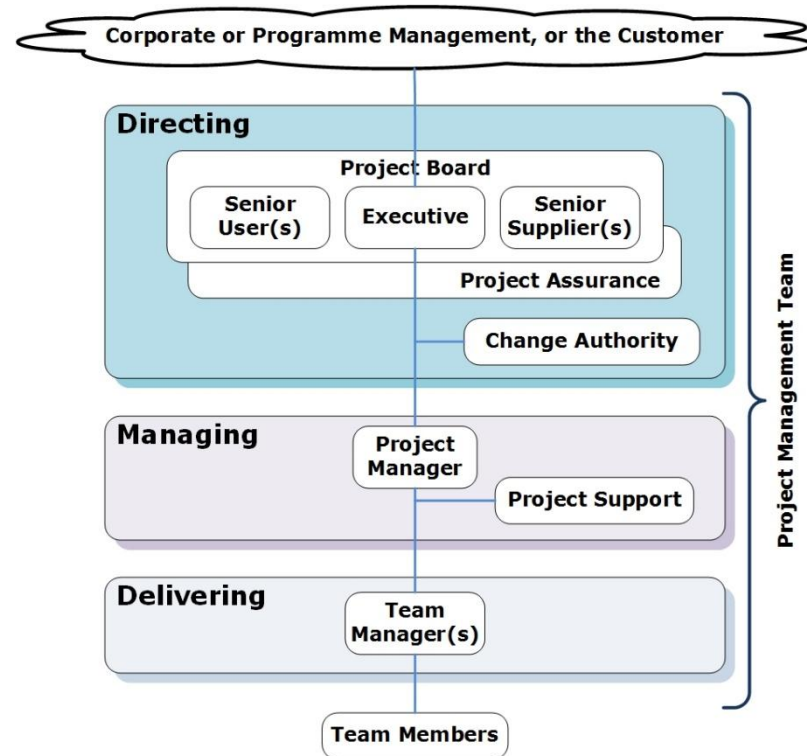 Corporate or Programme Management, or the Customer
Directing
Project Board
Senior
User(s)
Executive
Senior
Supplier(s)
Project Assurance
Change Authority
Managing
Project
Manager
Project Support
Delivering
Team
Manager(s)
Team Members
Project Management Team